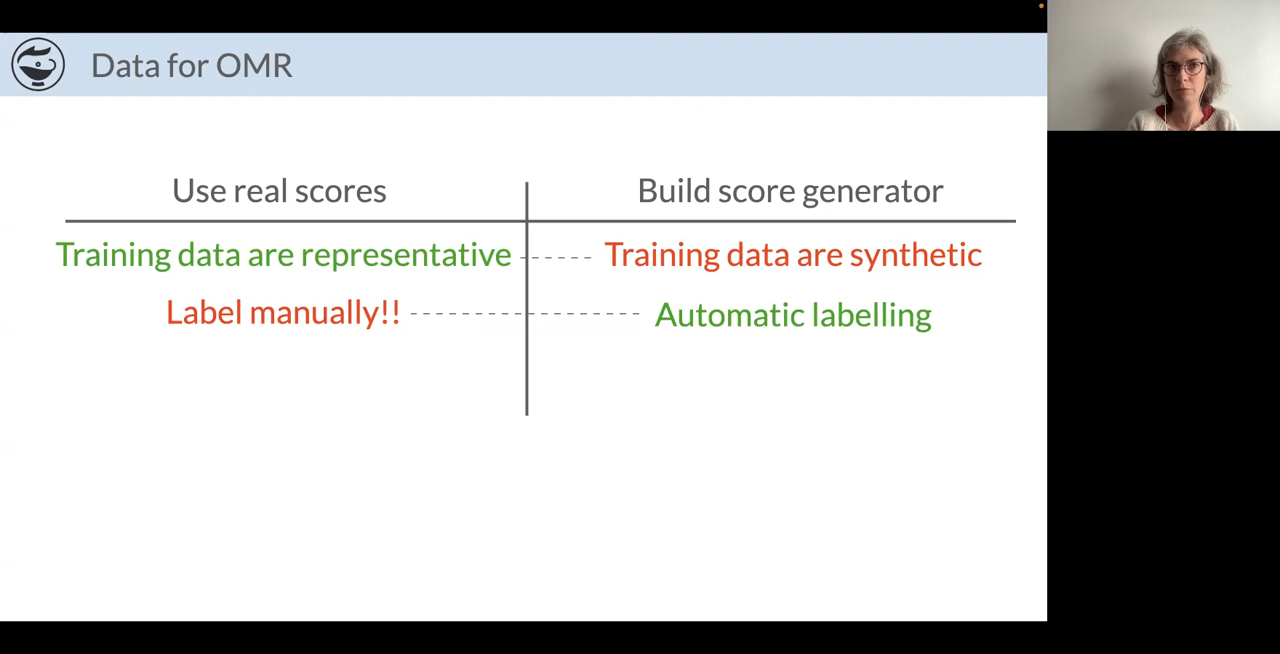 Data for OMR
Use real scores
Build score generator
Training data are representative
Training data are synthetic
Label manually!!
Automatic labelling